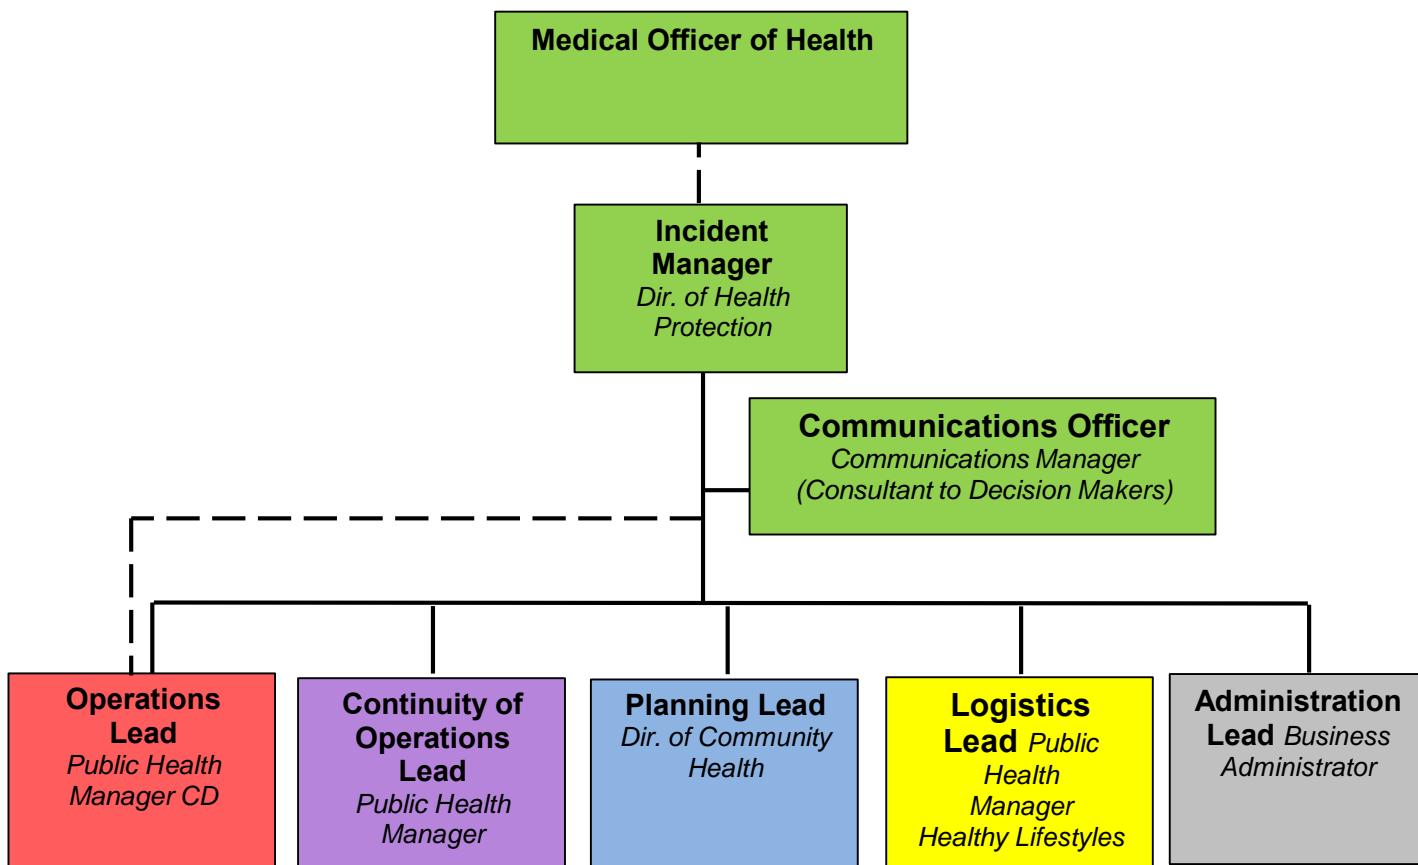 Medical Officer of Health
Incident
Manager
Dir. of Health
Protection
Communications Officer
Communications Manager
(Consultant to Decision Makers)
Operations
Lead
Public Health
Manager CD
Continuity of
Operations
Lead
Public Health
Manager
Planning Lead
Dir. of Community
Health
Logistics
Lead Public
Health
Manager
Healthy Lifestyles
Administration
Lead Business
Administrator